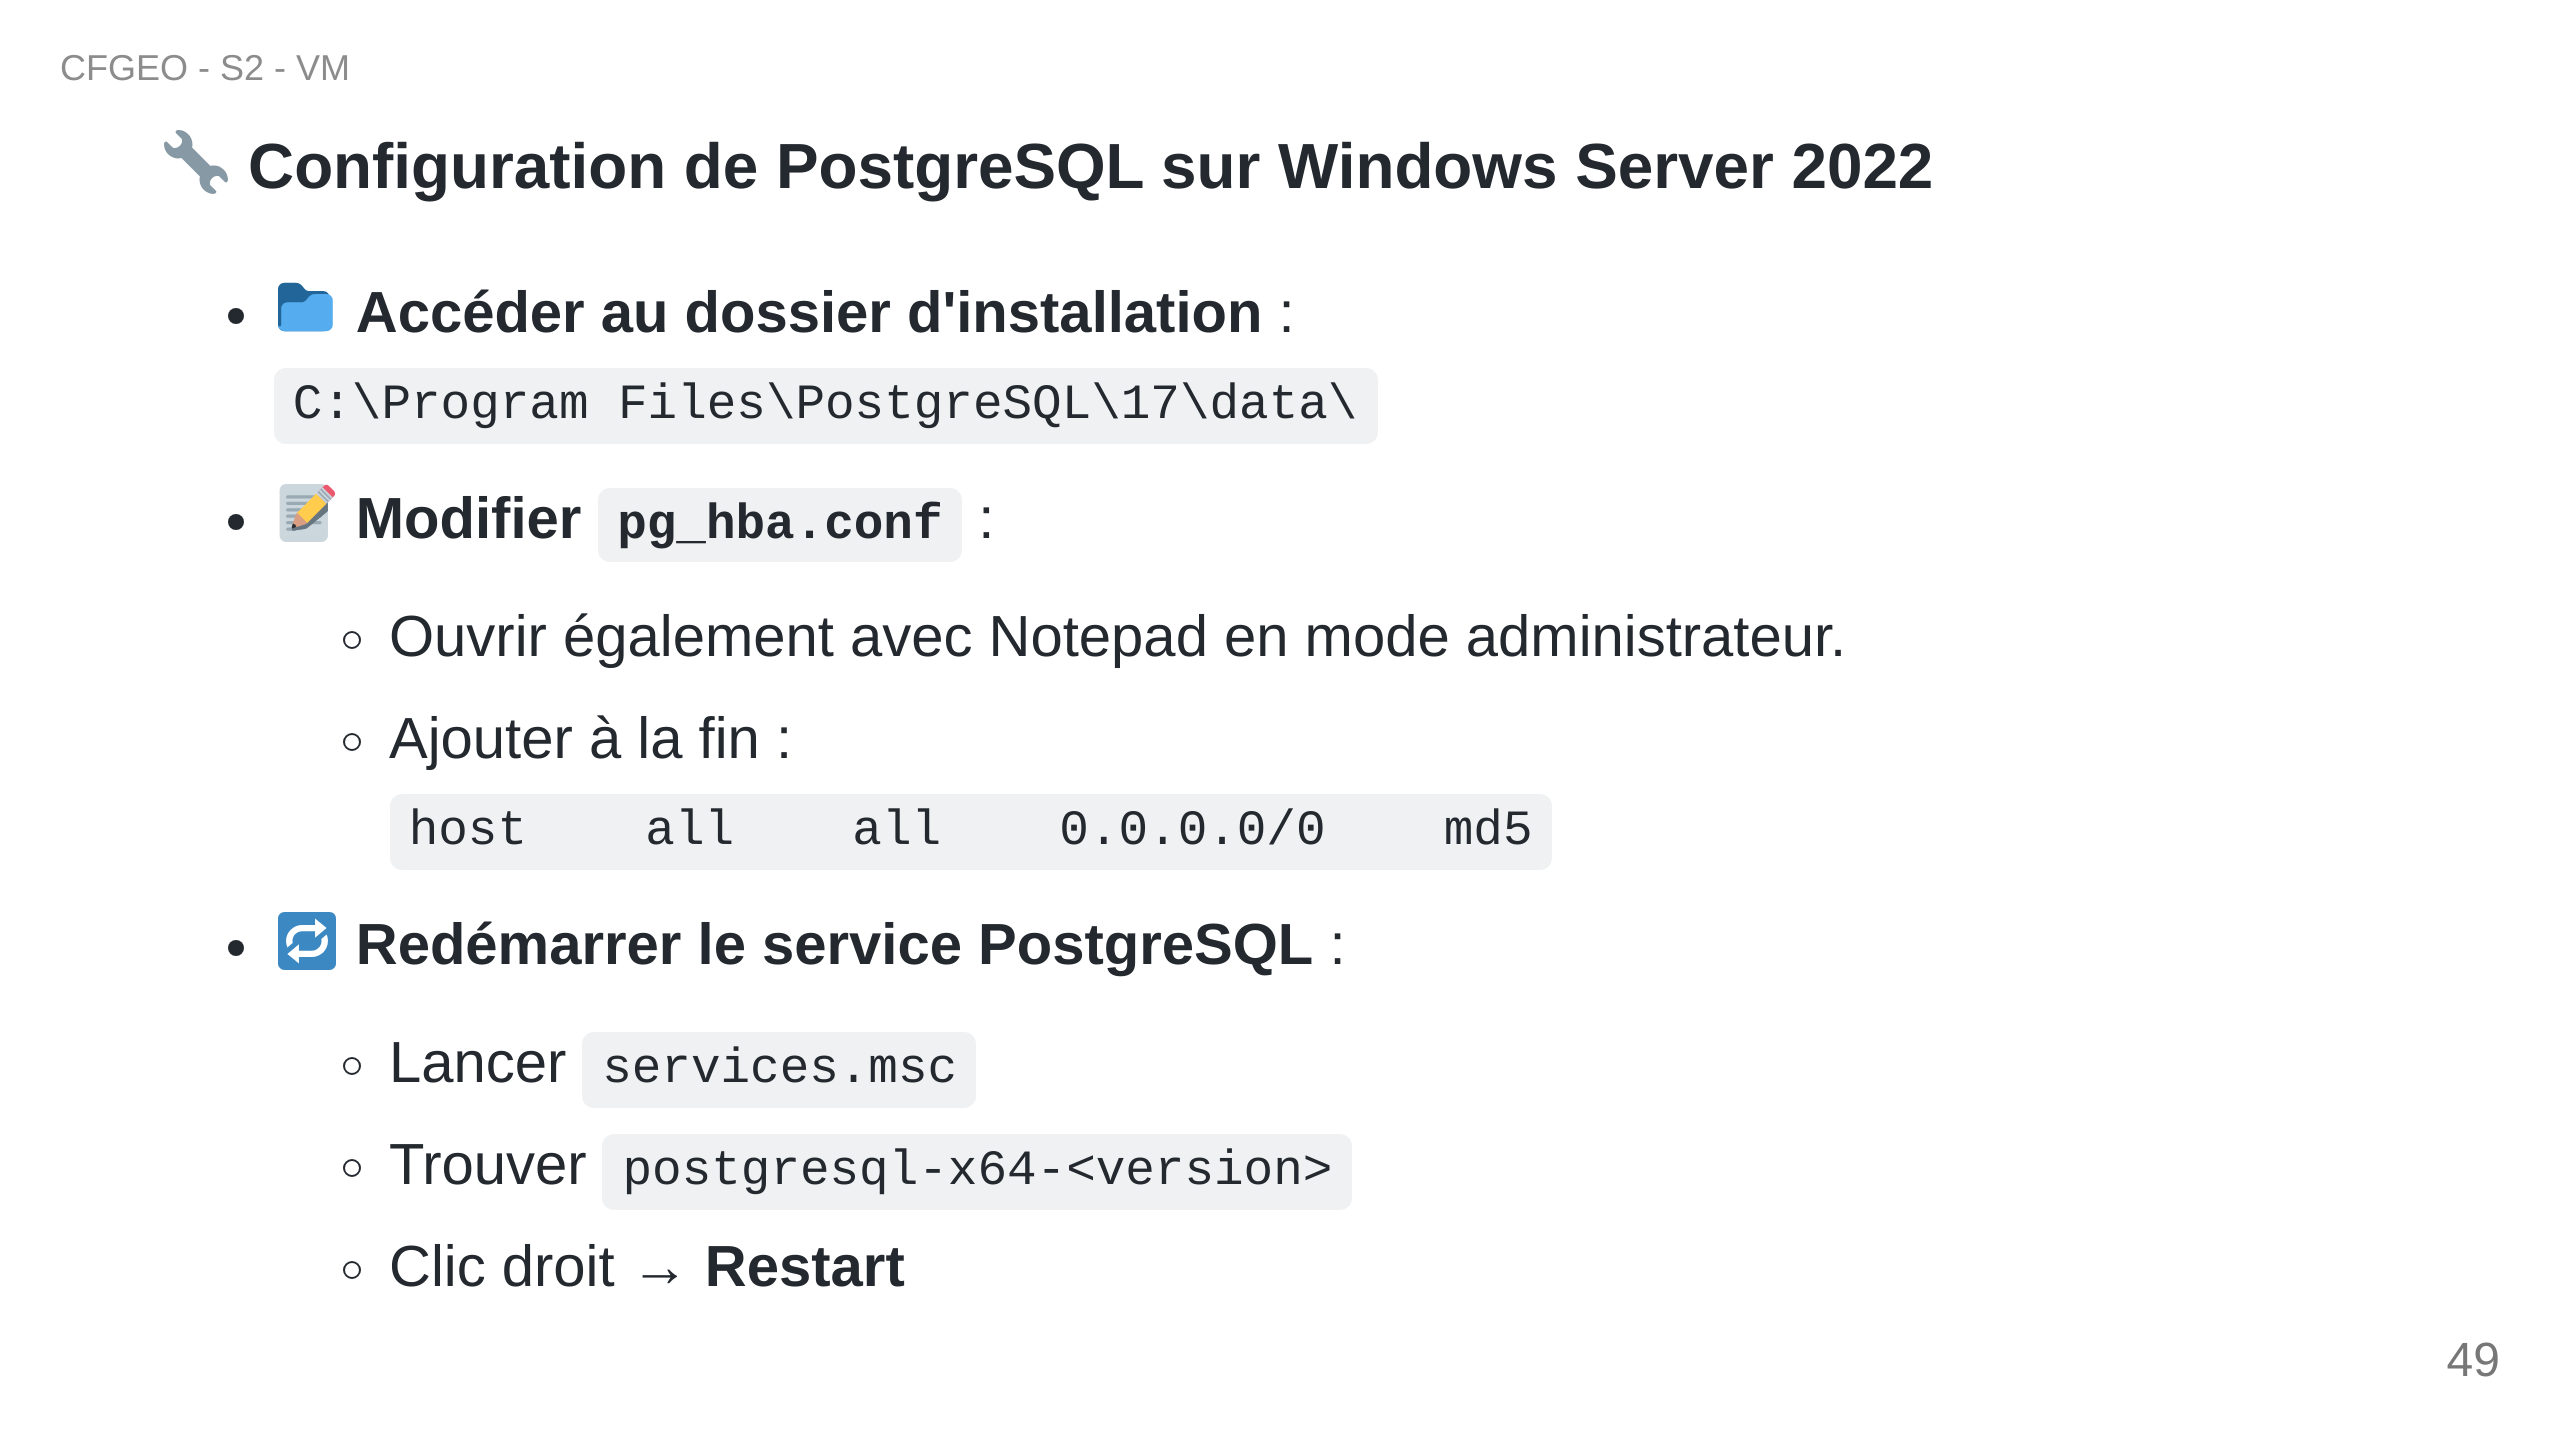 CFGEO - S2 - VM
🔧 Configuration de PostgreSQL sur Windows Server 2022
• 📁 Accéder au dossier d'installation :
C:\Program Files\PostgreSQL\17\data\
• 📝 Modifier pg_hba.conf :
◦ Ouvrir également avec Notepad en mode administrateur.
◦ Ajouter à la fin :
host    all    all    0.0.0.0/0    md5
• 🔁 Redémarrer le service PostgreSQL :
◦ Lancer services.msc
◦ Trouver postgresql-x64-<version>
◦ Clic droit → Restart
49